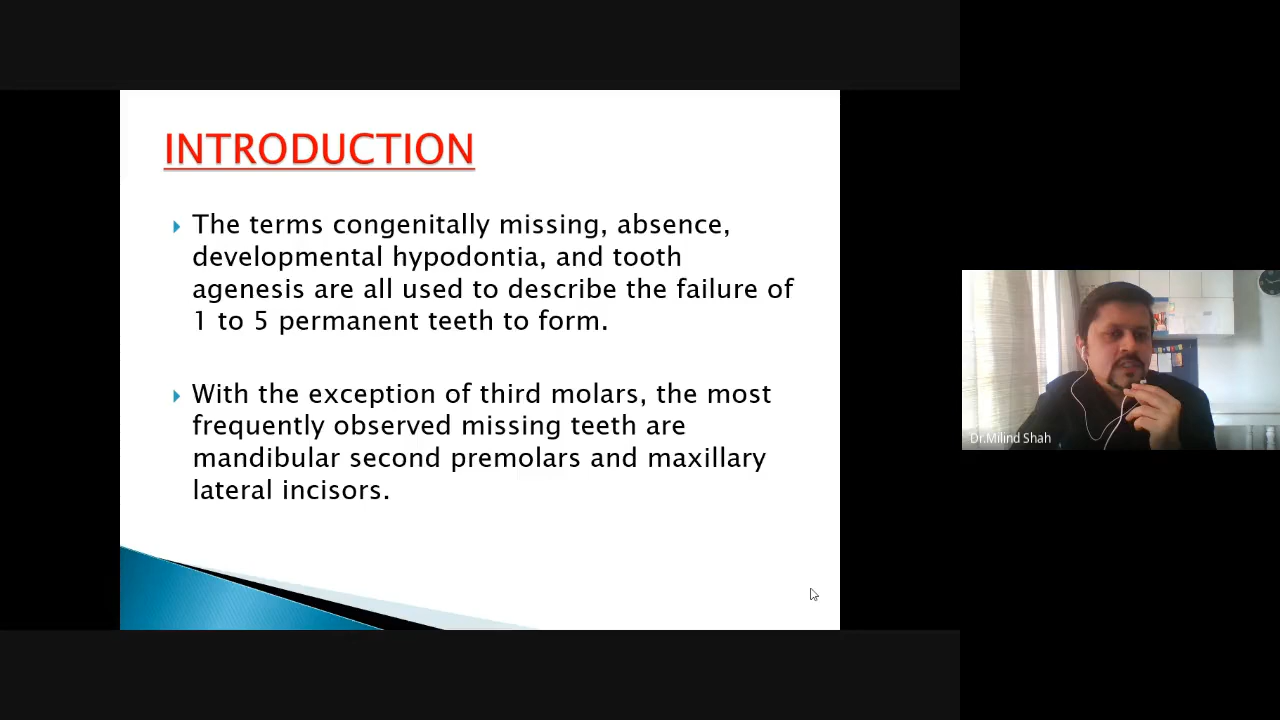 INTRODUCTION
The terms congenitally missing, absence,
developmental hypodontia, and tooth
agenesis are all used to describe the failure of
1 to 5 permanent teeth to form.
With the exception of third molars, the most
frequently observed missing teeth are
mandibular second premolars and maxillary
lateral incisors.
Dr.Milind Shah